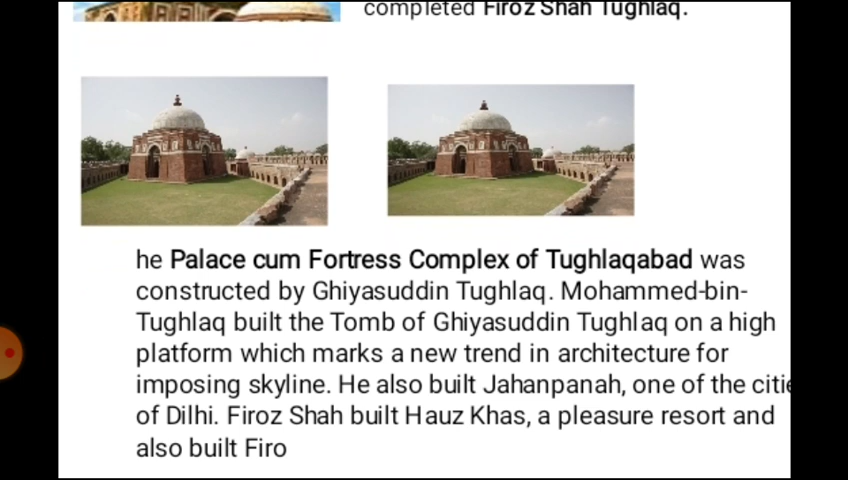 completed Firoz Shah Tughlaq.
he Palace cum Fortress Complex of Tughlaqabad was
constructed by Ghiyasuddin Tughlaq. Mohammed-bin-
Tughlaq built the Tomb of Ghiyasuddin Tughlaq on a high
platform which marks a new trend in architecture for
imposing skyline. He also built Jahanpanah, one of the citie
of Dilhi. Firoz Shah built Hauz Khas, a pleasure resort and
also built Firo